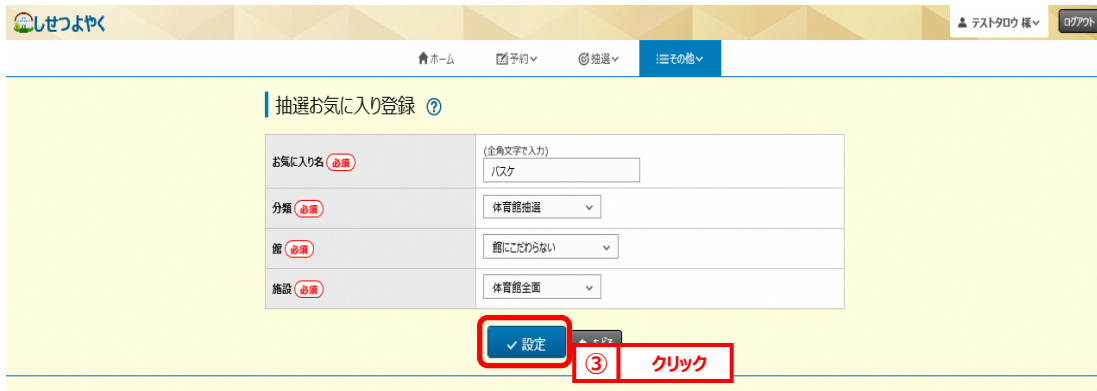 しせつよやく
テストタロウ 様
ログアウト
ホーム 予約 抽選 その他
抽選お気に入り登録 ?
お気に入り名 必須
(全角文字で入力)
バスケ
分類 必須 体育館抽選
館 必須 館にこだわらない
施設 必須 体育館全面
設定
③ クリック